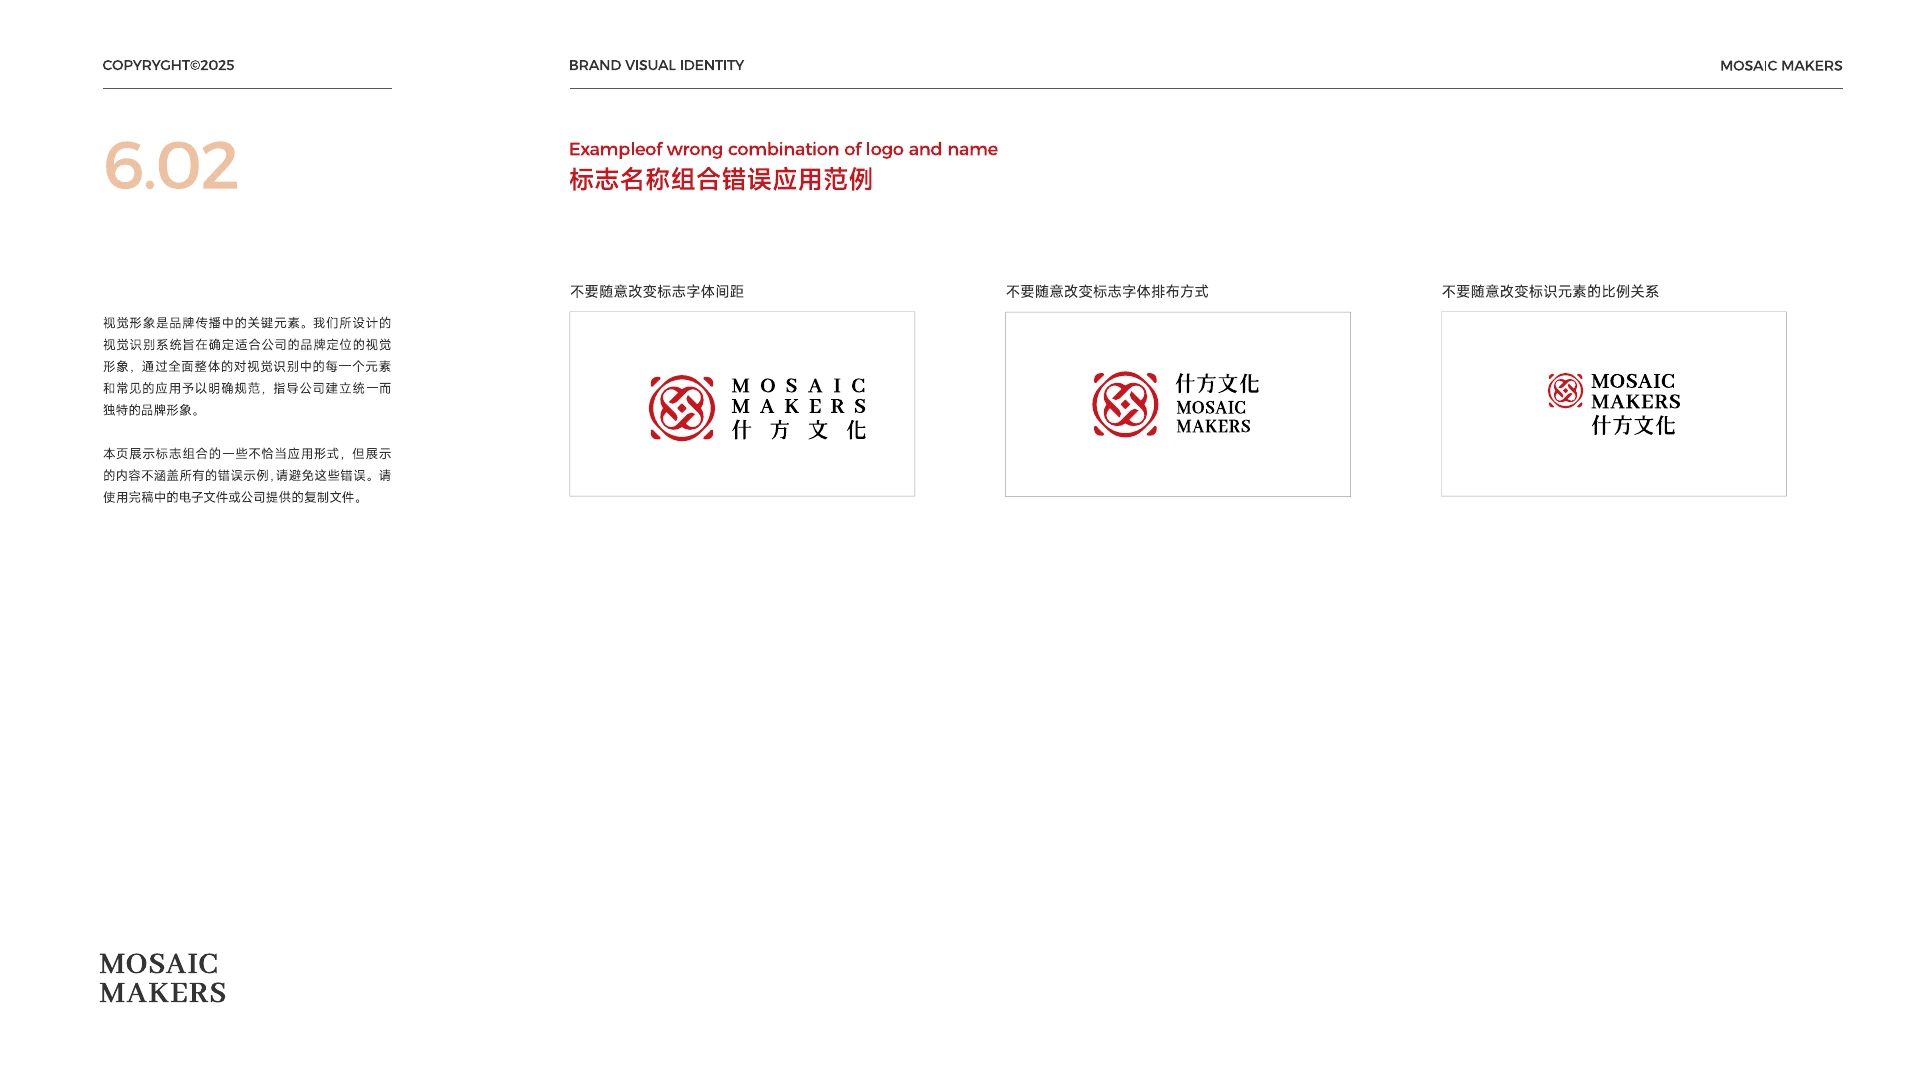 COPYRYGHT©2025
BRAND VISUAL IDENTITY
MOSAIC MAKERS
6.02
Exampleof wrong combination of logo and name
标志名称组合错误应用范例
视觉形象是品牌传播中的关键元素。我们所设计的
视觉识别系统旨在确定适合公司的品牌定位的视觉
形象，通过全面整体的对视觉识别中的每一个元素
和常见的应用予以明确规范，指导公司建立统一而
独特的品牌形象。
本页展示标志组合的一些不恰当应用形式，但展示
的内容不涵盖所有的错误示例,请避免这些错误。请
使用完稿中的电子文件或公司提供的复制文件。
不要随意改变标志字体间距
MOSAIC
MAKERS
什方文化
不要随意改变标志字体排布方式
什方文化
MOSAIC
MAKERS
不要随意改变标识元素的比例关系
MOSAIC
MAKERS
什方文化
MOSAIC
MAKERS